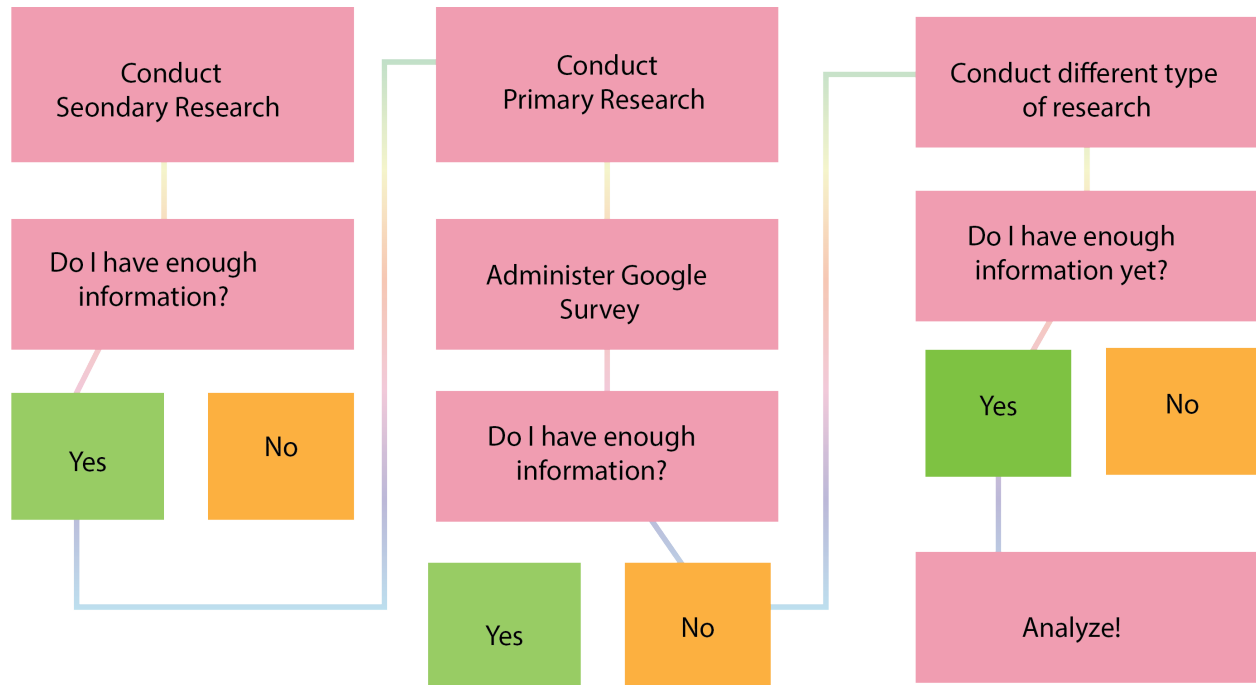 Conduct
Seondary Research
Do I have enough
information?
Yes
No
Conduct
Primary Research
Administer Google
Survey
Do I have enough
information?
Yes
No
Conduct different type
of research
Do I have enough
information yet?
Yes
No
Analyze!